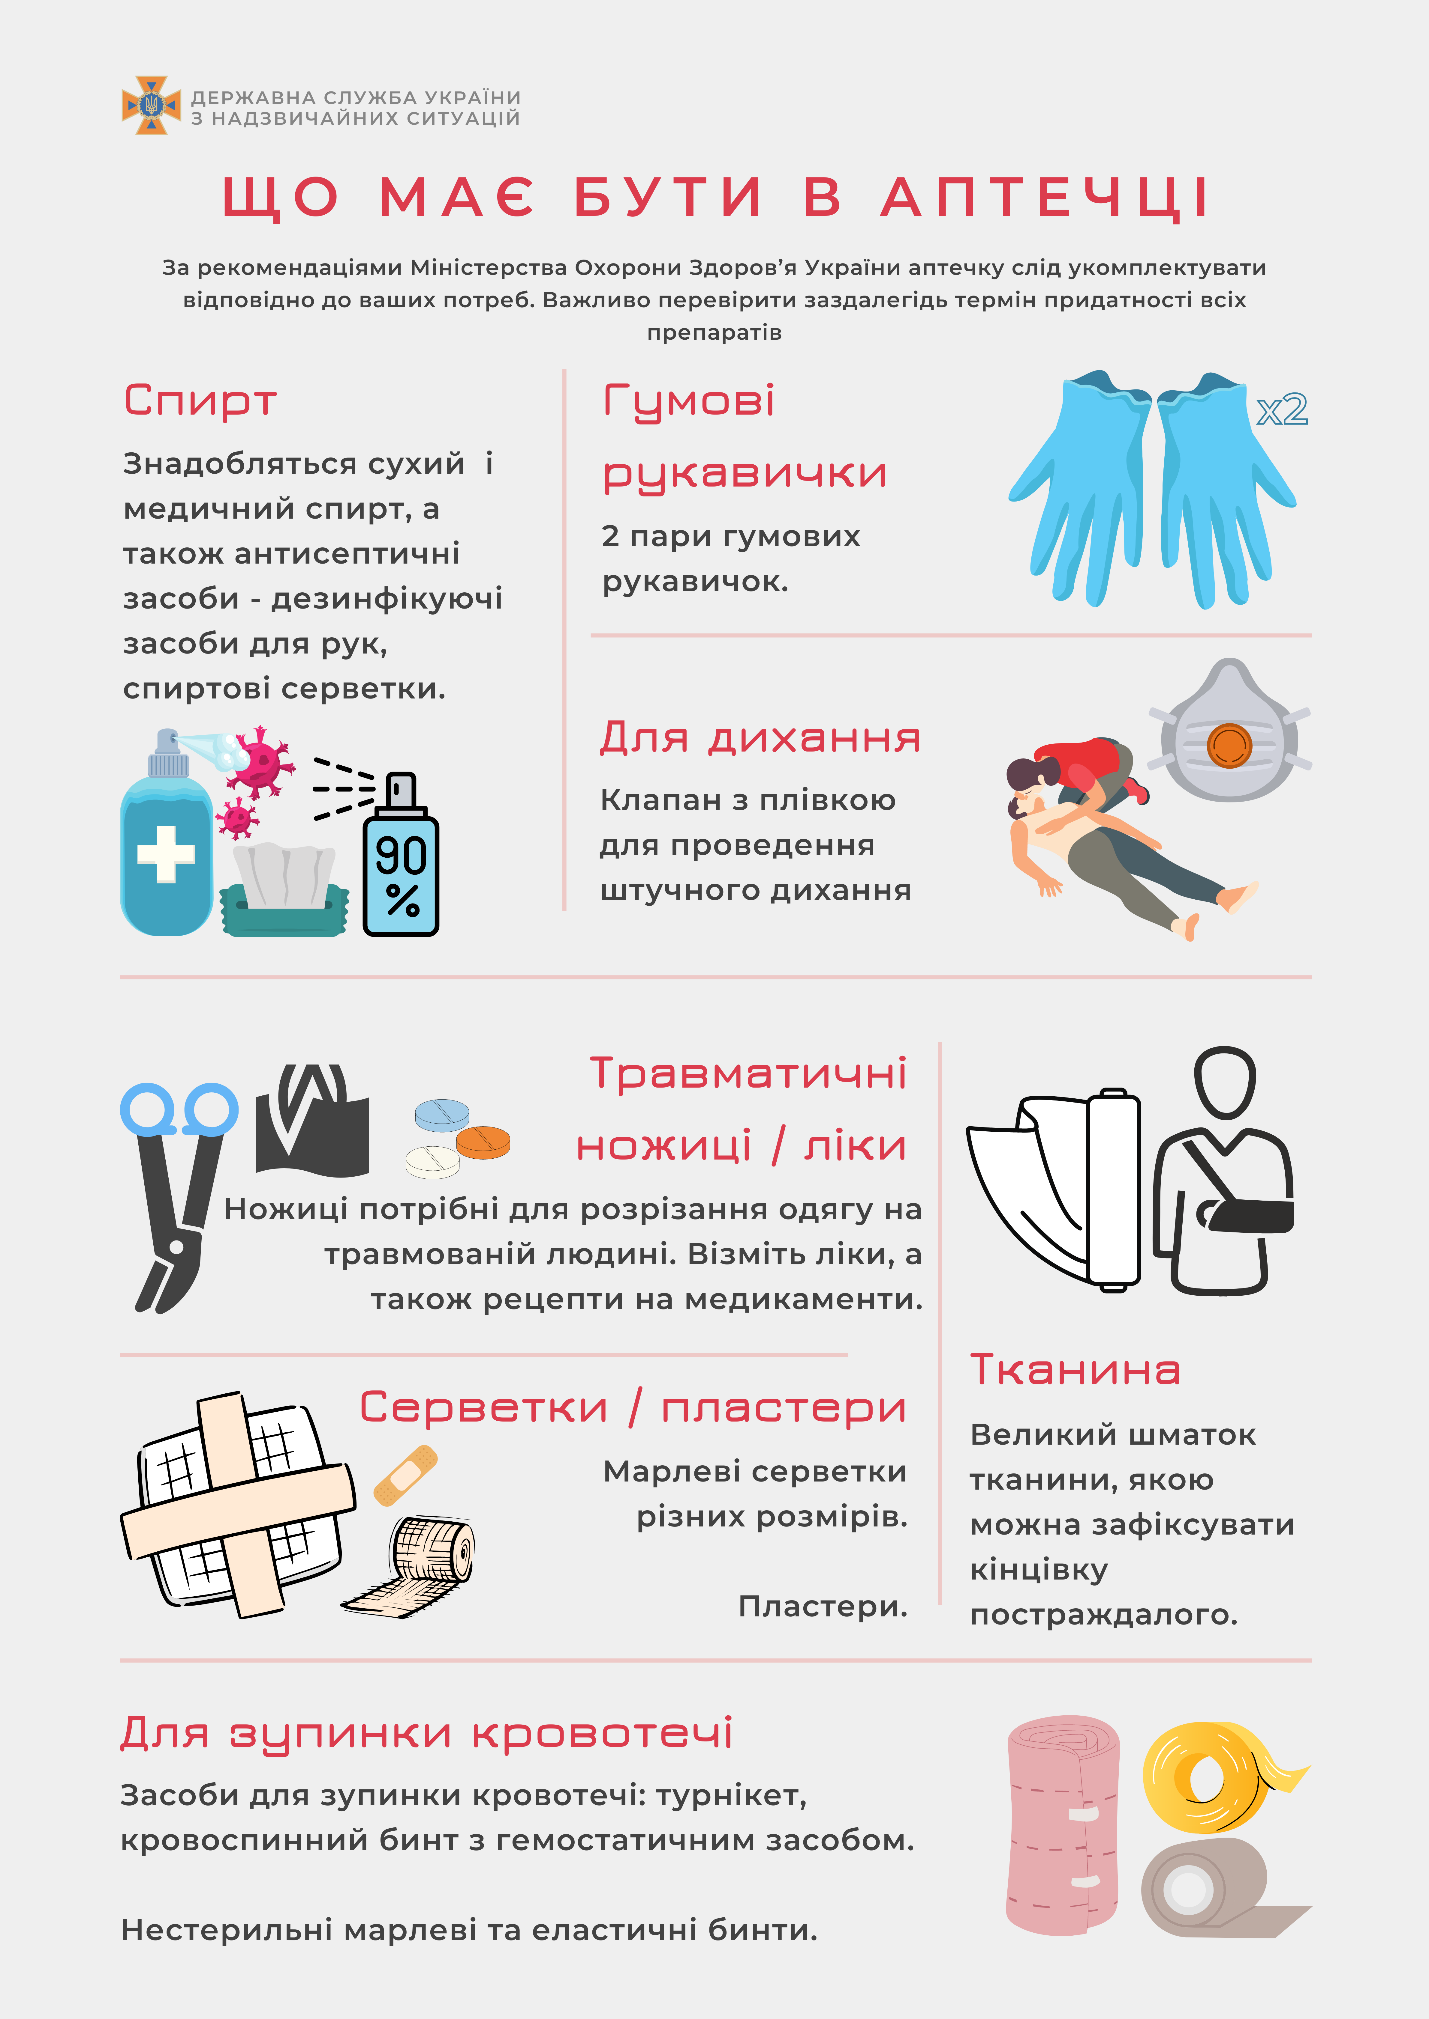 ДЕРЖАВНА СЛУЖБА УКРАЇНИ
З НАДЗВИЧАЙНИХ СИТУАЦІЙ
ЩО МАЄ БУТИ В АПТЕЧЦІ
За рекомендаціями Міністерства Охорони Здоров’я України аптечку слід укомплектувати
відповідно до ваших потреб. Важливо перевірити заздалегідь термін придатності всіх
препаратів
Спирт
Знадобляться сухий і
медичний спирт, а
також антисептичні
засоби - дезинфікуючі
засоби для рук,
спиртові серветки.
90
%
Гумові
рукавички
2 пари гумових
рукавичок.
x2
Для дихання
Клапан з плівкою
для проведення
штучного дихання
Травматичні
ножиці / ліки
Ножиці потрібні для розрізання одягу на
травмованій людині. Візміть ліки, а
також рецепти на медикаменти.
Серветки / пластери
Марлеві серветки
різних розмірів.
Пластери.
Тканина
Великий шматок
тканини, якою
можна зафіксувати
кінцівку
постраждалого.
Для зупинки кровотечі
Засоби для зупинки кровотечі: турнікет,
кровоспинний бинт з гемостатичним засобом.
Нестерильні марлеві та еластичні бинти.